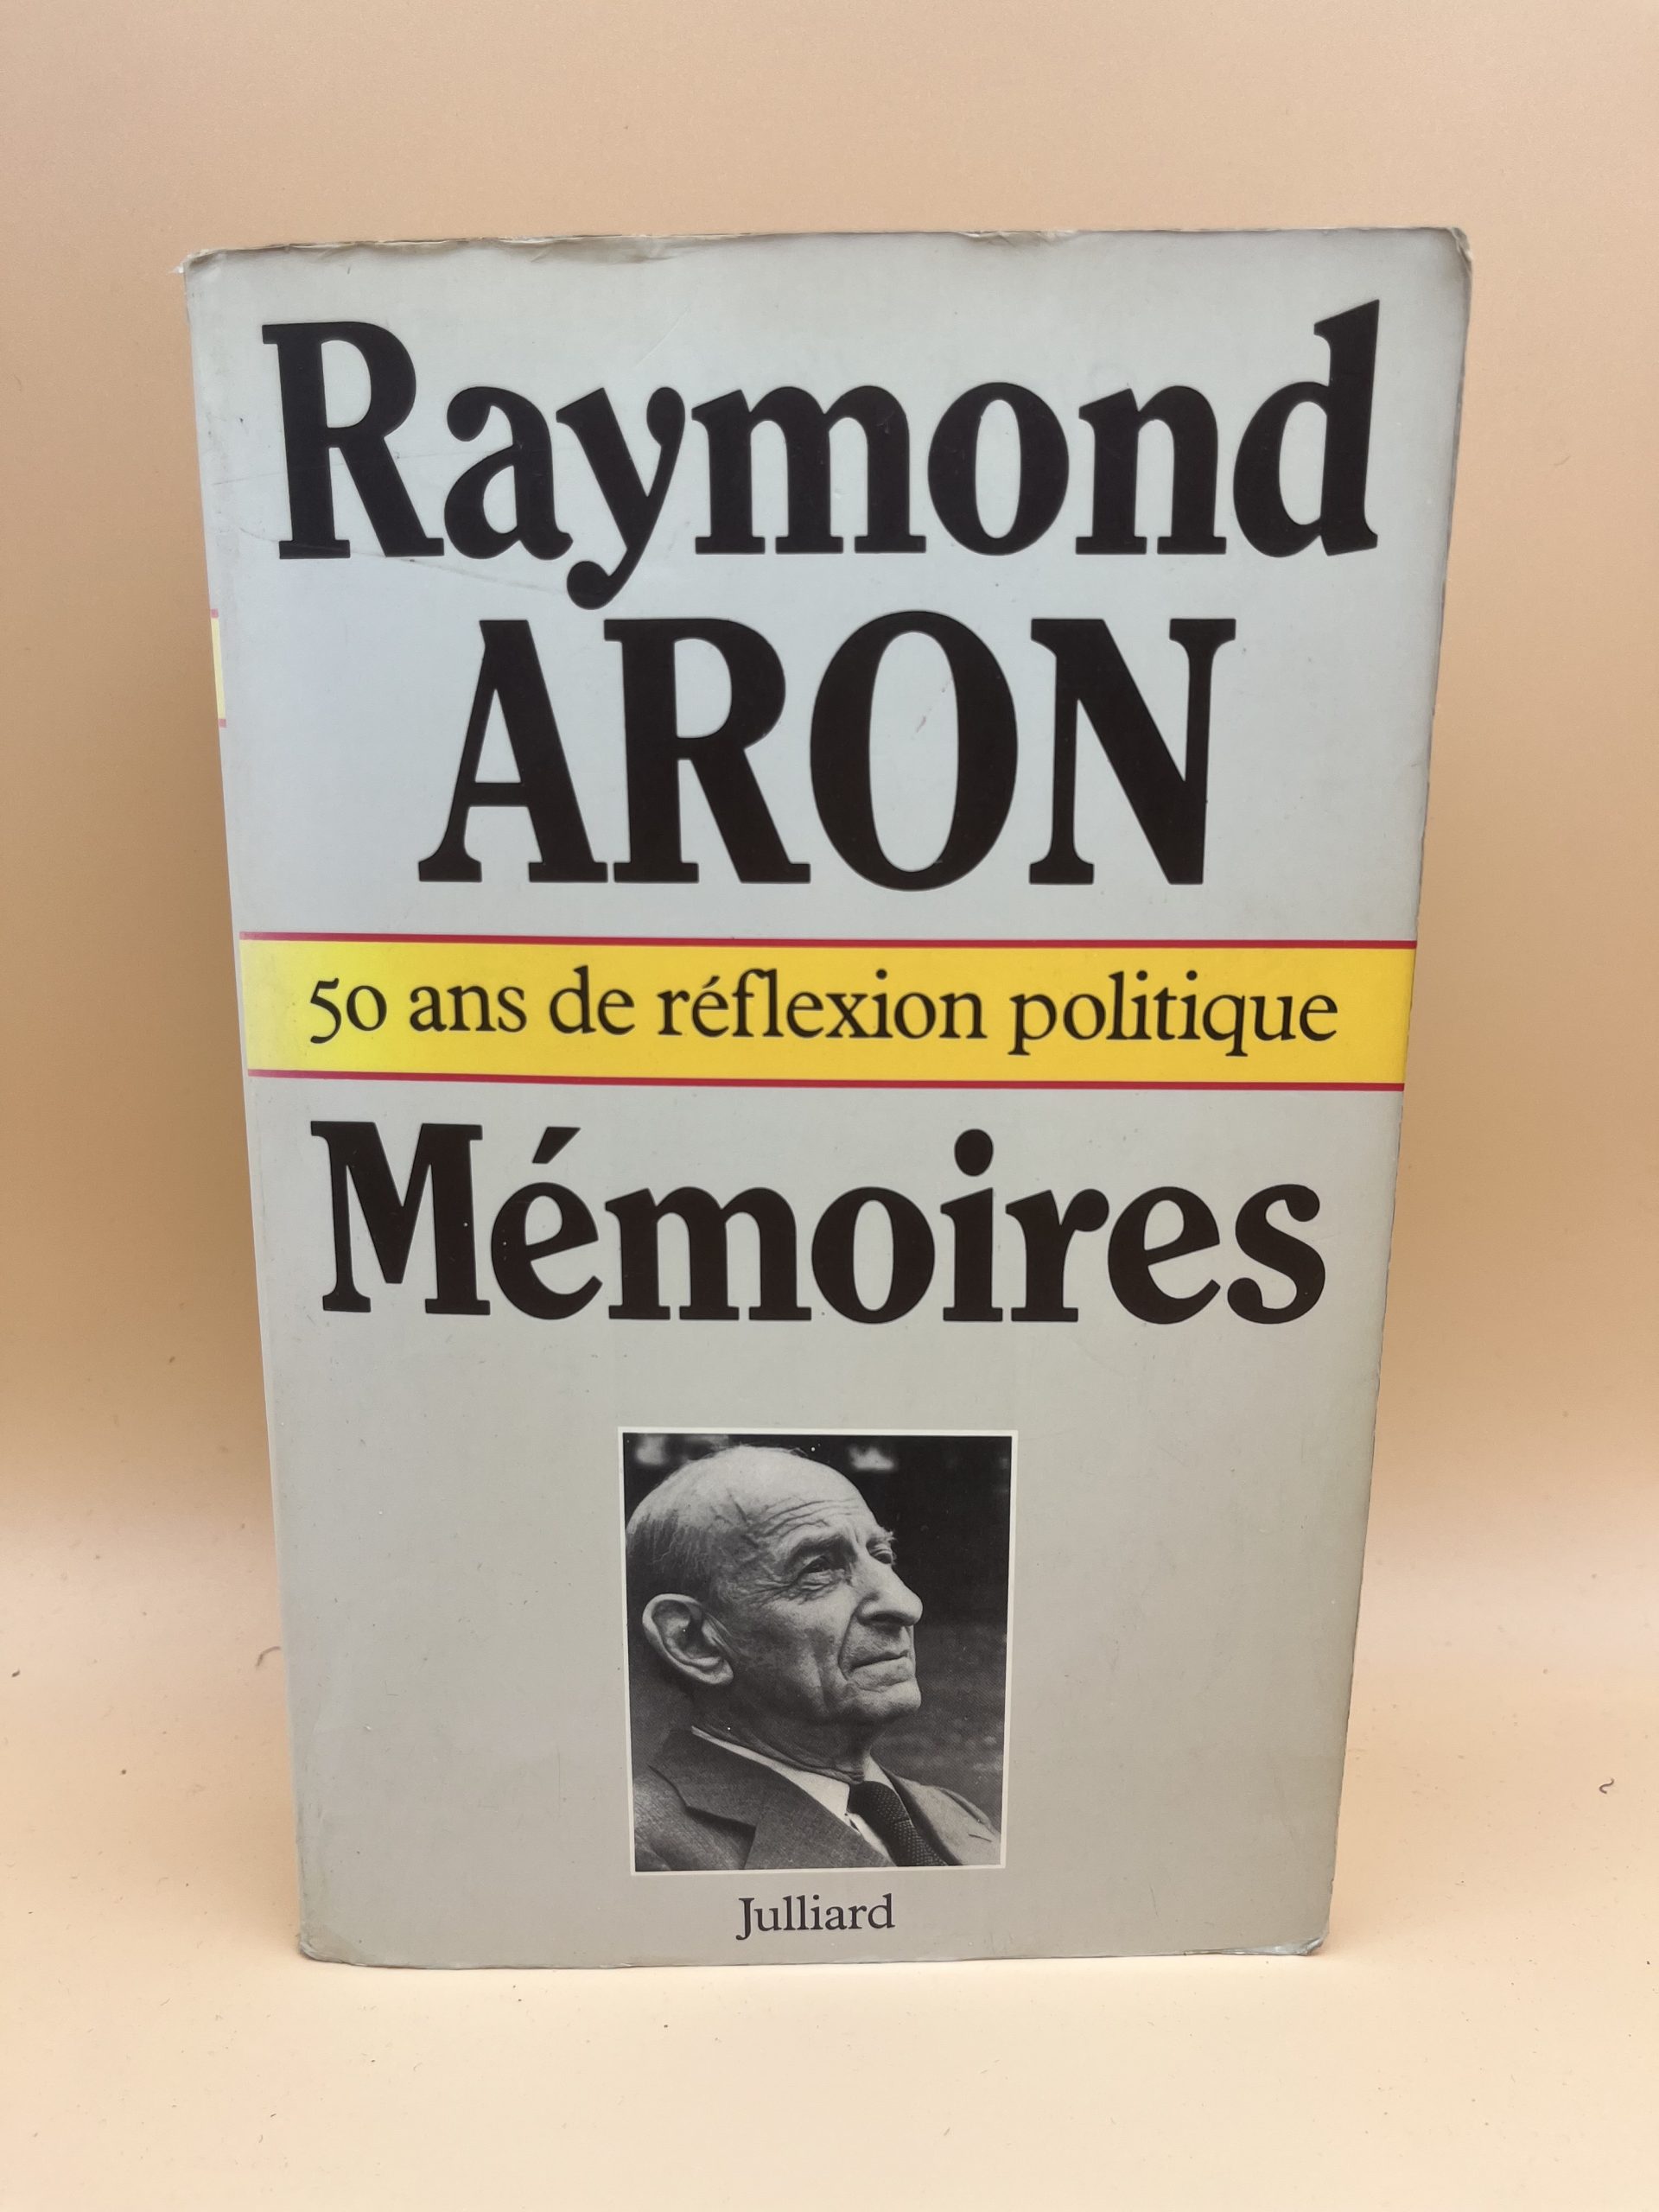 Raymond
ARON
50 ans de réflexion politique
Mémoires
Julliard